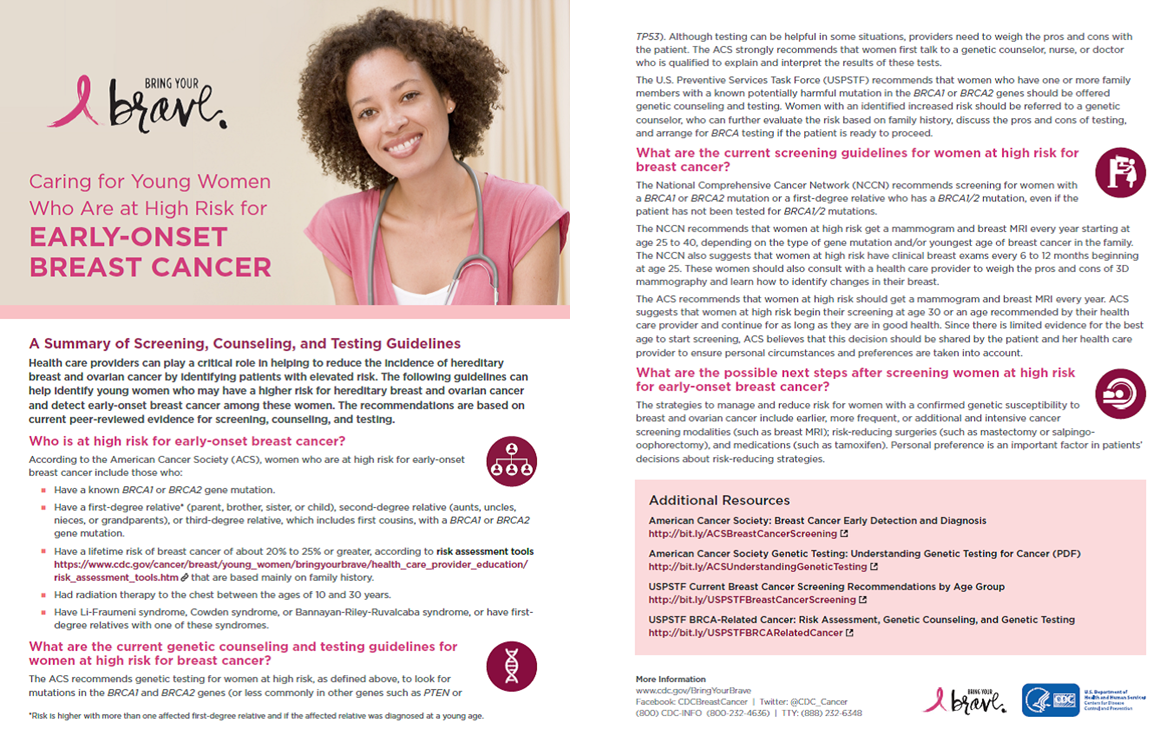 BRING YOUR
brave.
Caring for Young Women
Who Are at High Risk for
EARLY-ONSET
BREAST CANCER
A Summary of Screening, Counseling, and Testing Guidelines
Health care providers can play a critical role in helping to reduce the incidence of hereditary
breast and ovarian cancer by identifying patients with elevated risk. The following guidelines can
help identify young women who may have a higher risk for hereditary breast and ovarian cancer
and detect early-onset breast cancer among these women. The recommendations are based on
current peer-reviewed evidence for screening, counseling, and testing.
Who is at high risk for early-onset breast cancer?
According to the American Cancer Society (ACS), women who are at high risk for early-onset
breast cancer include those who:
Have a known BRCA1 or BRCA2 gene mutation.
Have a first-degree relative* (parent, brother, sister, or child), second-degree relative (aunts, uncles,
nieces, or grandparents), or third-degree relative, which includes first cousins, with a BRCA1 or BRCA2
gene mutation.
Have a lifetime risk of breast cancer of about 20% to 25% or greater, according to risk assessment tools
https://www.cdc.gov/cancer/breast/young_women/bringyourbrave/health_care_provider_education/
risk_assessment_tools.htm that are based mainly on family history.
Had radiation therapy to the chest between the ages of 10 and 30 years.
Have Li-Fraumeni syndrome, Cowden syndrome, or Bannayan-Riley-Ruvalcaba syndrome, or have first-
degree relatives with one of these syndromes.
What are the current genetic counseling and testing guidelines for
women at high risk for breast cancer?
The ACS recommends genetic testing for women at high risk, as defined above, to look for
mutations in the BRCA1 and BRCA2 genes (or less commonly in other genes such as PTEN or
*Risk is higher with more than one affected first-degree relative and if the affected relative was diagnosed at a young age.
TP53). Although testing can be helpful in some situations, providers need to weigh the pros and cons with
the patient. The ACS strongly recommends that women first talk to a genetic counselor, nurse, or doctor
who is qualified to explain and interpret the results of these tests.
The U.S. Preventive Services Task Force (USPSTF) recommends that women who have one or more family
members with a known potentially harmful mutation in the BRCA1 or BRCA2 genes should be offered
genetic counseling and testing. Women with an identified increased risk should be referred to a genetic
counselor, who can further evaluate the risk based on family history, discuss the pros and cons of testing,
and arrange for BRCA testing if the patient is ready to proceed.
What are the current screening guidelines for women at high risk for
breast cancer?
The National Comprehensive Cancer Network (NCCN) recommends screening for women with
a BRCA1 or BRCA2 mutation or a first-degree relative who has a BRCA1/2 mutation, even if the
patient has not been tested for BRCA1/2 mutations.
The NCCN recommends that women at high risk get a mammogram and breast MRI every year starting at
age 25 to 40, depending on the type of gene mutation and/or youngest age of breast cancer in the family.
The NCCN also suggests that women at high risk have clinical breast exams every 6 to 12 months beginning
at age 25. These women should also consult with a health care provider to weigh the pros and cons of 3D
mammography and learn how to identify changes in their breast.
The ACS recommends that women at high risk should get a mammogram and breast MRI every year. ACS
suggests that women at high risk begin their screening at age 30 or an age recommended by their health
care provider and continue for as long as they are in good health. Since there is limited evidence for the best
age to start screening, ACS believes that this decision should be shared by the patient and her health care
provider to ensure personal circumstances and preferences are taken into account.
What are the possible next steps after screening women at high risk
for early-onset breast cancer?
The strategies to manage and reduce risk for women with a confirmed genetic susceptibility to
breast and ovarian cancer include earlier, more frequent, or additional and intensive cancer
screening modalities (such as breast MRI); risk-reducing surgeries (such as mastectomy or salpingo-
oophorectomy), and medications (such as tamoxifen). Personal preference is an important factor in patients'
decisions about risk-reducing strategies.
Additional Resources
American Cancer Society: Breast Cancer Early Detection and Diagnosis
http://bit.ly/ACSBreastCancerScreening
American Cancer Society Genetic Testing: Understanding Genetic Testing for Cancer (PDF)
http://bit.ly/ACSUnderstandingGeneticTesting
USPSTF Current Breast Cancer Screening Recommendations by Age Group
http://bit.ly/USPSTFBreastCancerScreening
USPSTF BRCA-Related Cancer: Risk Assessment, Genetic Counseling, and Genetic Testing
http://bit.ly/USPSTFBRCARelatedCancer
More Information
www.cdc.gov/BringYourBrave
Facebook: CDCBreastCancer | Twitter: @CDC_Cancer
(800) CDC-INFO (800-232-4636) | TTY: (888) 232-6348
BRING YOUR
brave.
CDC
U.S. Department of
Health and Human Services
Centers for Disease
Control and Prevention